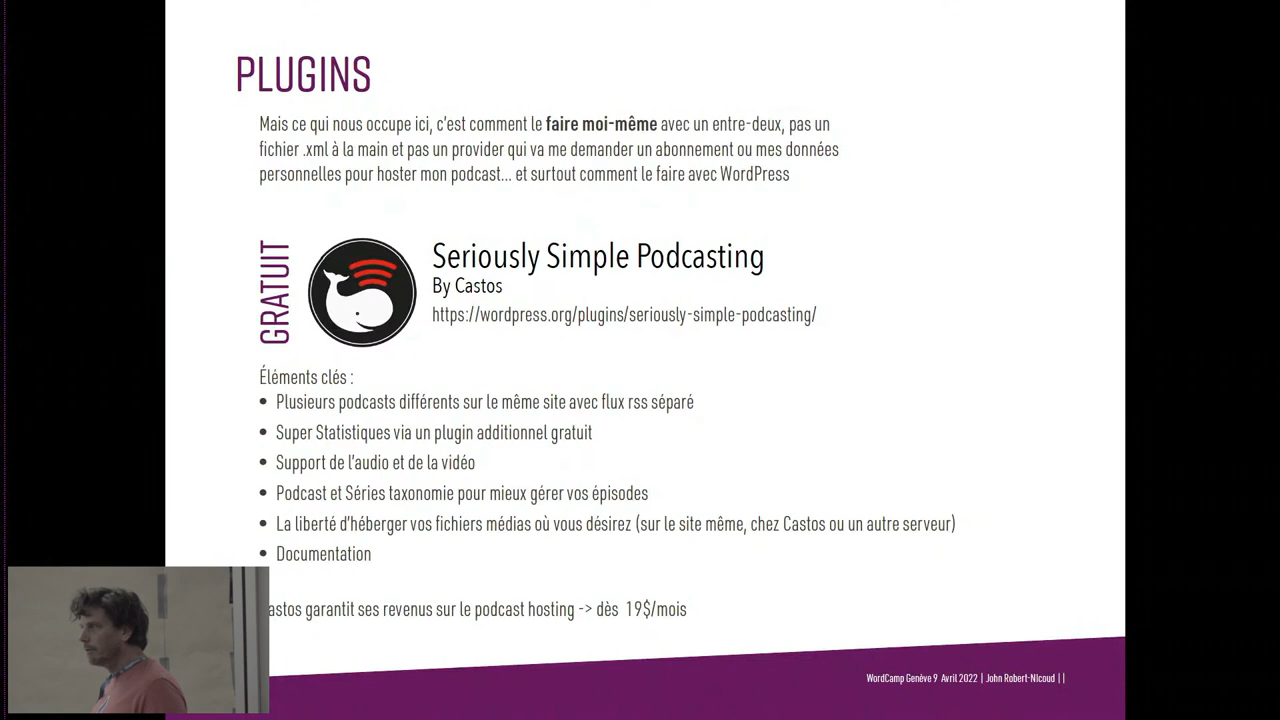 PLUGINS
Mais ce qui nous occupe ici, c'est comment le faire moi-même avec un entre-deux, pas un
fichier .xml à la main et pas un provider qui va me demander un abonnement ou mes données
personnelles pour hoster mon podcast... et surtout comment le faire avec WordPress
GRATUIT
Seriously Simple Podcasting
By Castos
https://wordpress.org/plugins/seriously-simple-podcasting/
Éléments clés :
• Plusieurs podcasts différents sur le même site avec flux rss séparé
• Super Statistiques via un plugin additionnel gratuit
• Support de l'audio et de la vidéo
• Podcast et Séries taxonomie pour mieux gérer vos épisodes
• La liberté d'héberger vos fichiers médias où vous désirez (sur le site même, chez Castos ou un autre serveur)
• Documentation
astos garantit ses revenus sur le podcast hosting -> dès 19$/mois
WordCamp Genève 9 Avril 2022 | John Robert-NIcoud | |